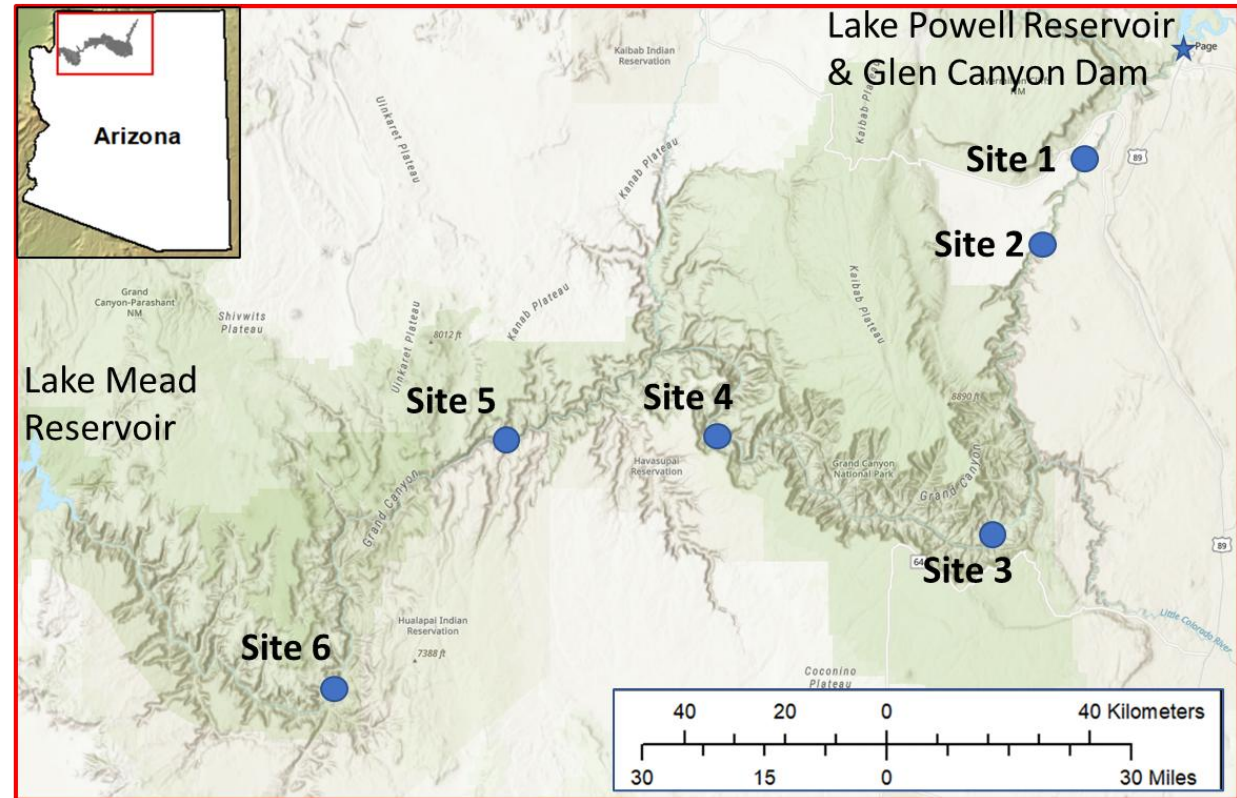 Arizona
Lake Powell Reservoir
& Glen Canyon Dam
Page
Kaibab Indian
Reservation
NM
Kaibab
Uinkaret Plateau
Kanab Plateau
Site 1
89
Site 2
Kaibab Plateau
Grand
Canyon-Parashant
NM
Shivwits
Plateau
Uinkaret Plateau
8012 ft
Kanab Plateau
Lake Mead
Reservoir
Site 5
Site 4
8890 ft
Havasupai
Reservation
Grand Canyon
National Park
Grand Canyon
Grand Canyon
89
64
Site 3
Little Colorado River
Hualapai Indian
Reservation
7388 ft
Site 6
Coconino
Plateau
40 20 0 40 Kilometers
30 15 0 30 Miles